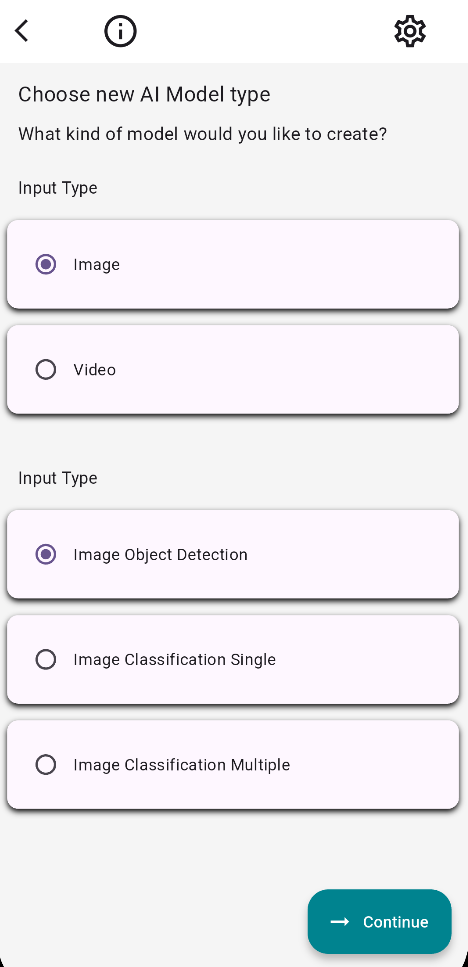 Choose new AI Model type
What kind of model would you like to create?
Input Type
Image
Video
Input Type
Image Object Detection
Image Classification Single
Image Classification Multiple
Continue